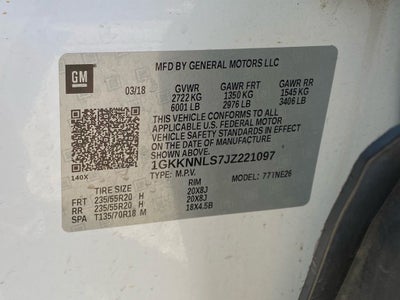 MFD BY GENERAL MOTORS LLC
GM
03/18 GVWR GAWR FRT GAWR RR
2722 KG 1350 KG 1545 KG
6001 LB 2976 LB 3406 LB
THIS VEHICLE CONFORMS TO ALL
APPLICABLE U.S. FEDERAL MOTOR
VEHICLE SAFETY STANDARDS IN EFFECT ON
THE DATE OF MANUFACTURE
SHOWN ABOVE.
1GKKNNLS7JZ221097
140X TYPE: M.P.V. MODEL: 77TNE26
TIRE SIZE RIM
FRT 235/55R20 H 20X8J
RR 235/55R20 H 20X8J
SPA T135/70R18 M 18X4.5B